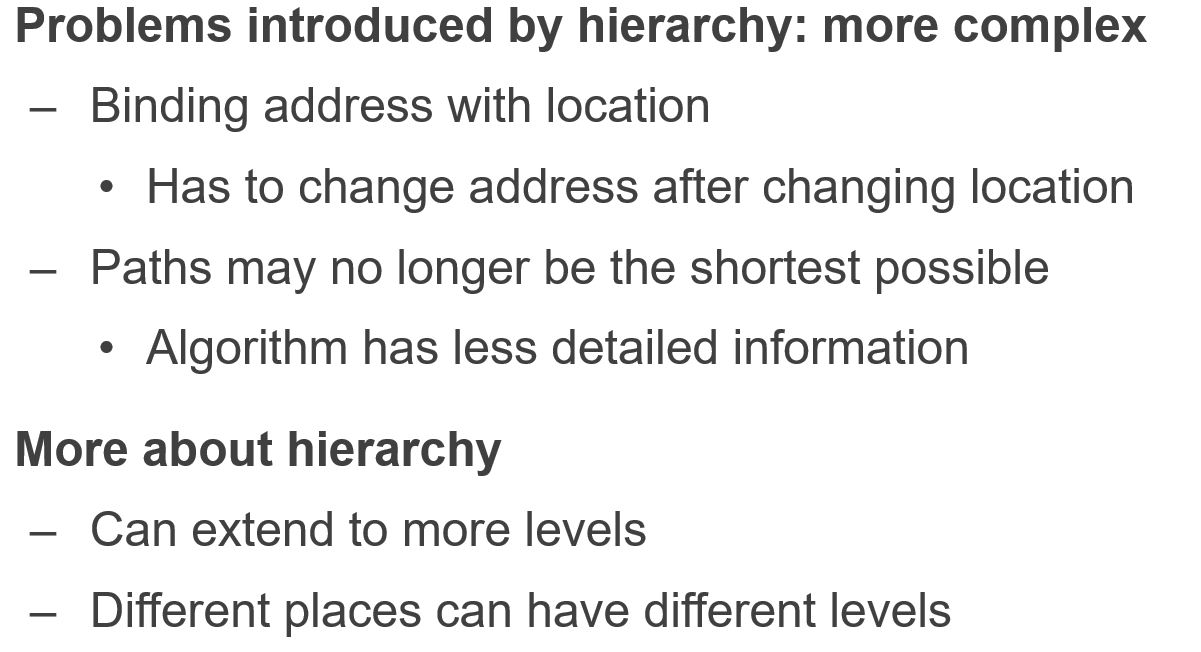 Problems introduced by hierarchy: more complex
– Binding address with location
• Has to change address after changing location
– Paths may no longer be the shortest possible
• Algorithm has less detailed information
More about hierarchy
– Can extend to more levels
– Different places can have different levels